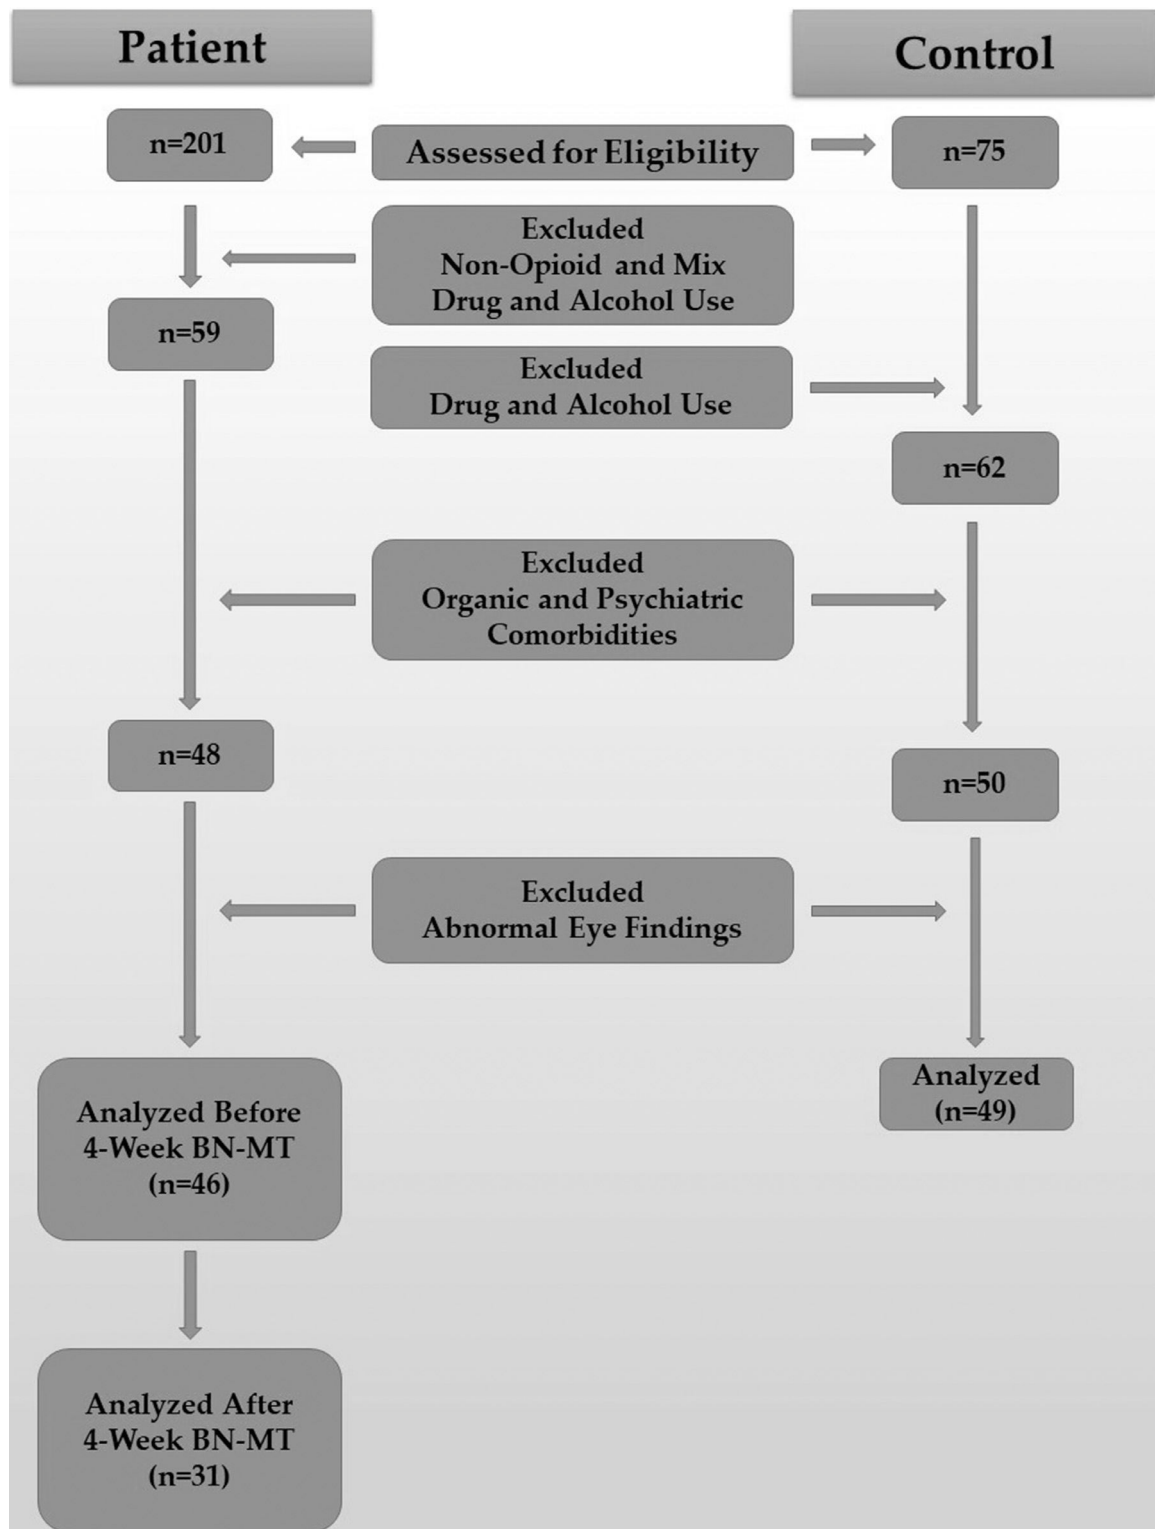 Patient
Control
n=201
Assessed for Eligibility
n=75
Excluded
Non-Opioid and Mix
Drug and Alcohol Use
n=59
Excluded
Drug and Alcohol Use
n=62
Excluded
Organic and Psychiatric
Comorbidities
n=48
n=50
Excluded
Abnormal Eye Findings
Analyzed Before
4-Week BN-MT
(n=46)
Analyzed
(n=49)
Analyzed After
4-Week BN-MT
(n=31)